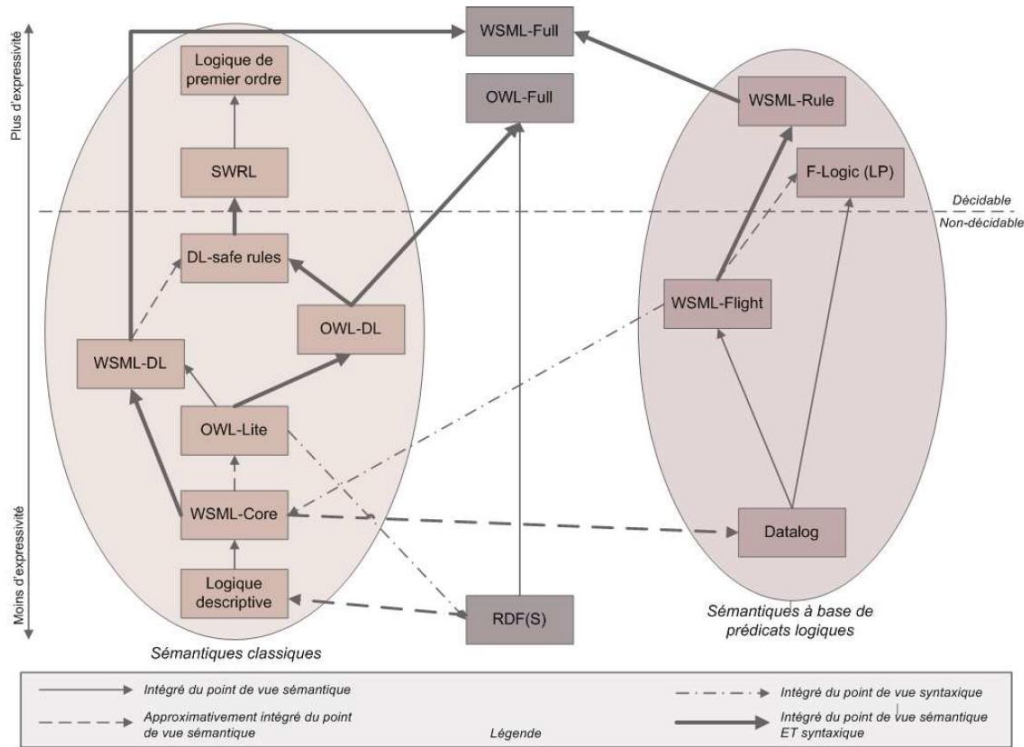 Plus d'expressivité
Moins d'expressivité
Logique de
premier ordre
SWRL
DL-safe rules
OWL-DL
WSML-DL
OWL-Lite
WSML-Core
Logique
descriptive
Sémantiques classiques
WSML-Full
OWL-Full
RDF(S)
WSML-Rule
F-Logic (LP)
Décidable
Non-décidable
WSML-Flight
Datalog
Sémantiques à base de
prédicats logiques
Intégré du point de vue sémantique
Approximativement intégré du point
de vue sémantique
Légende
Intégré du point de vue syntaxique
Intégré du point de vue sémantique
ET syntaxique